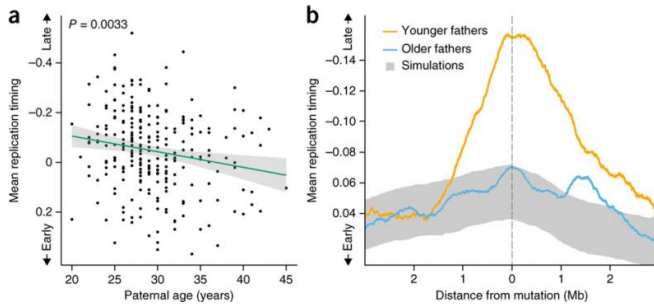 a
P = 0.0033
Late
−0.4
−0.2
0
0.2
Early
Mean replication timing
20 25 30 35 40 45
Paternal age (years)
b
Younger fathers
Older fathers
Simulations
Late
−0.14
−0.10
−0.08
−0.06
0.04
Early
Mean replication timing
2 1 0 1 2
Distance from mutation (Mb)